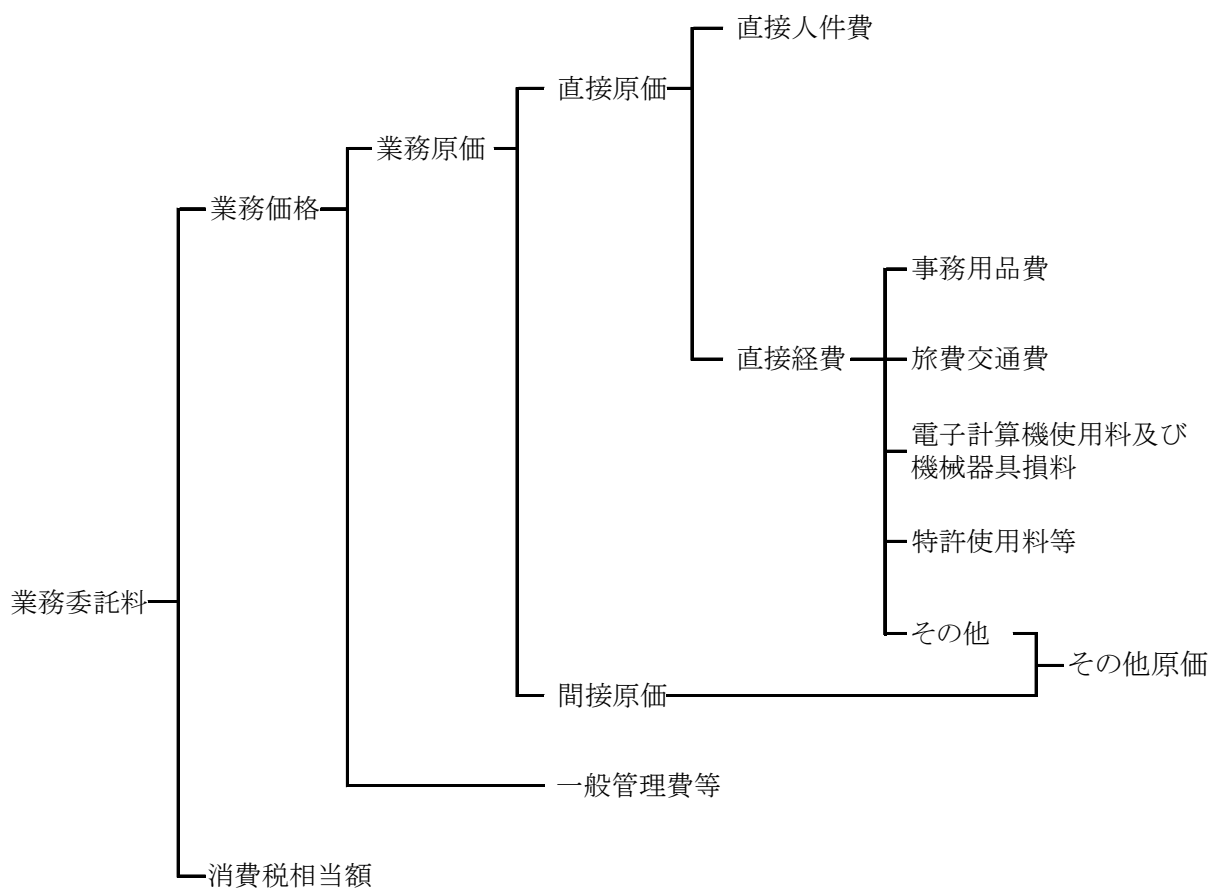 直接人件費
直接原価
業務原価
業務価格
事務用品費
直接経費
旅費交通費
電子計算機使用料及び
機械器具損料
特許使用料等
業務委託料
その他
その他原価
間接原価
一般管理費等
消費税相当額